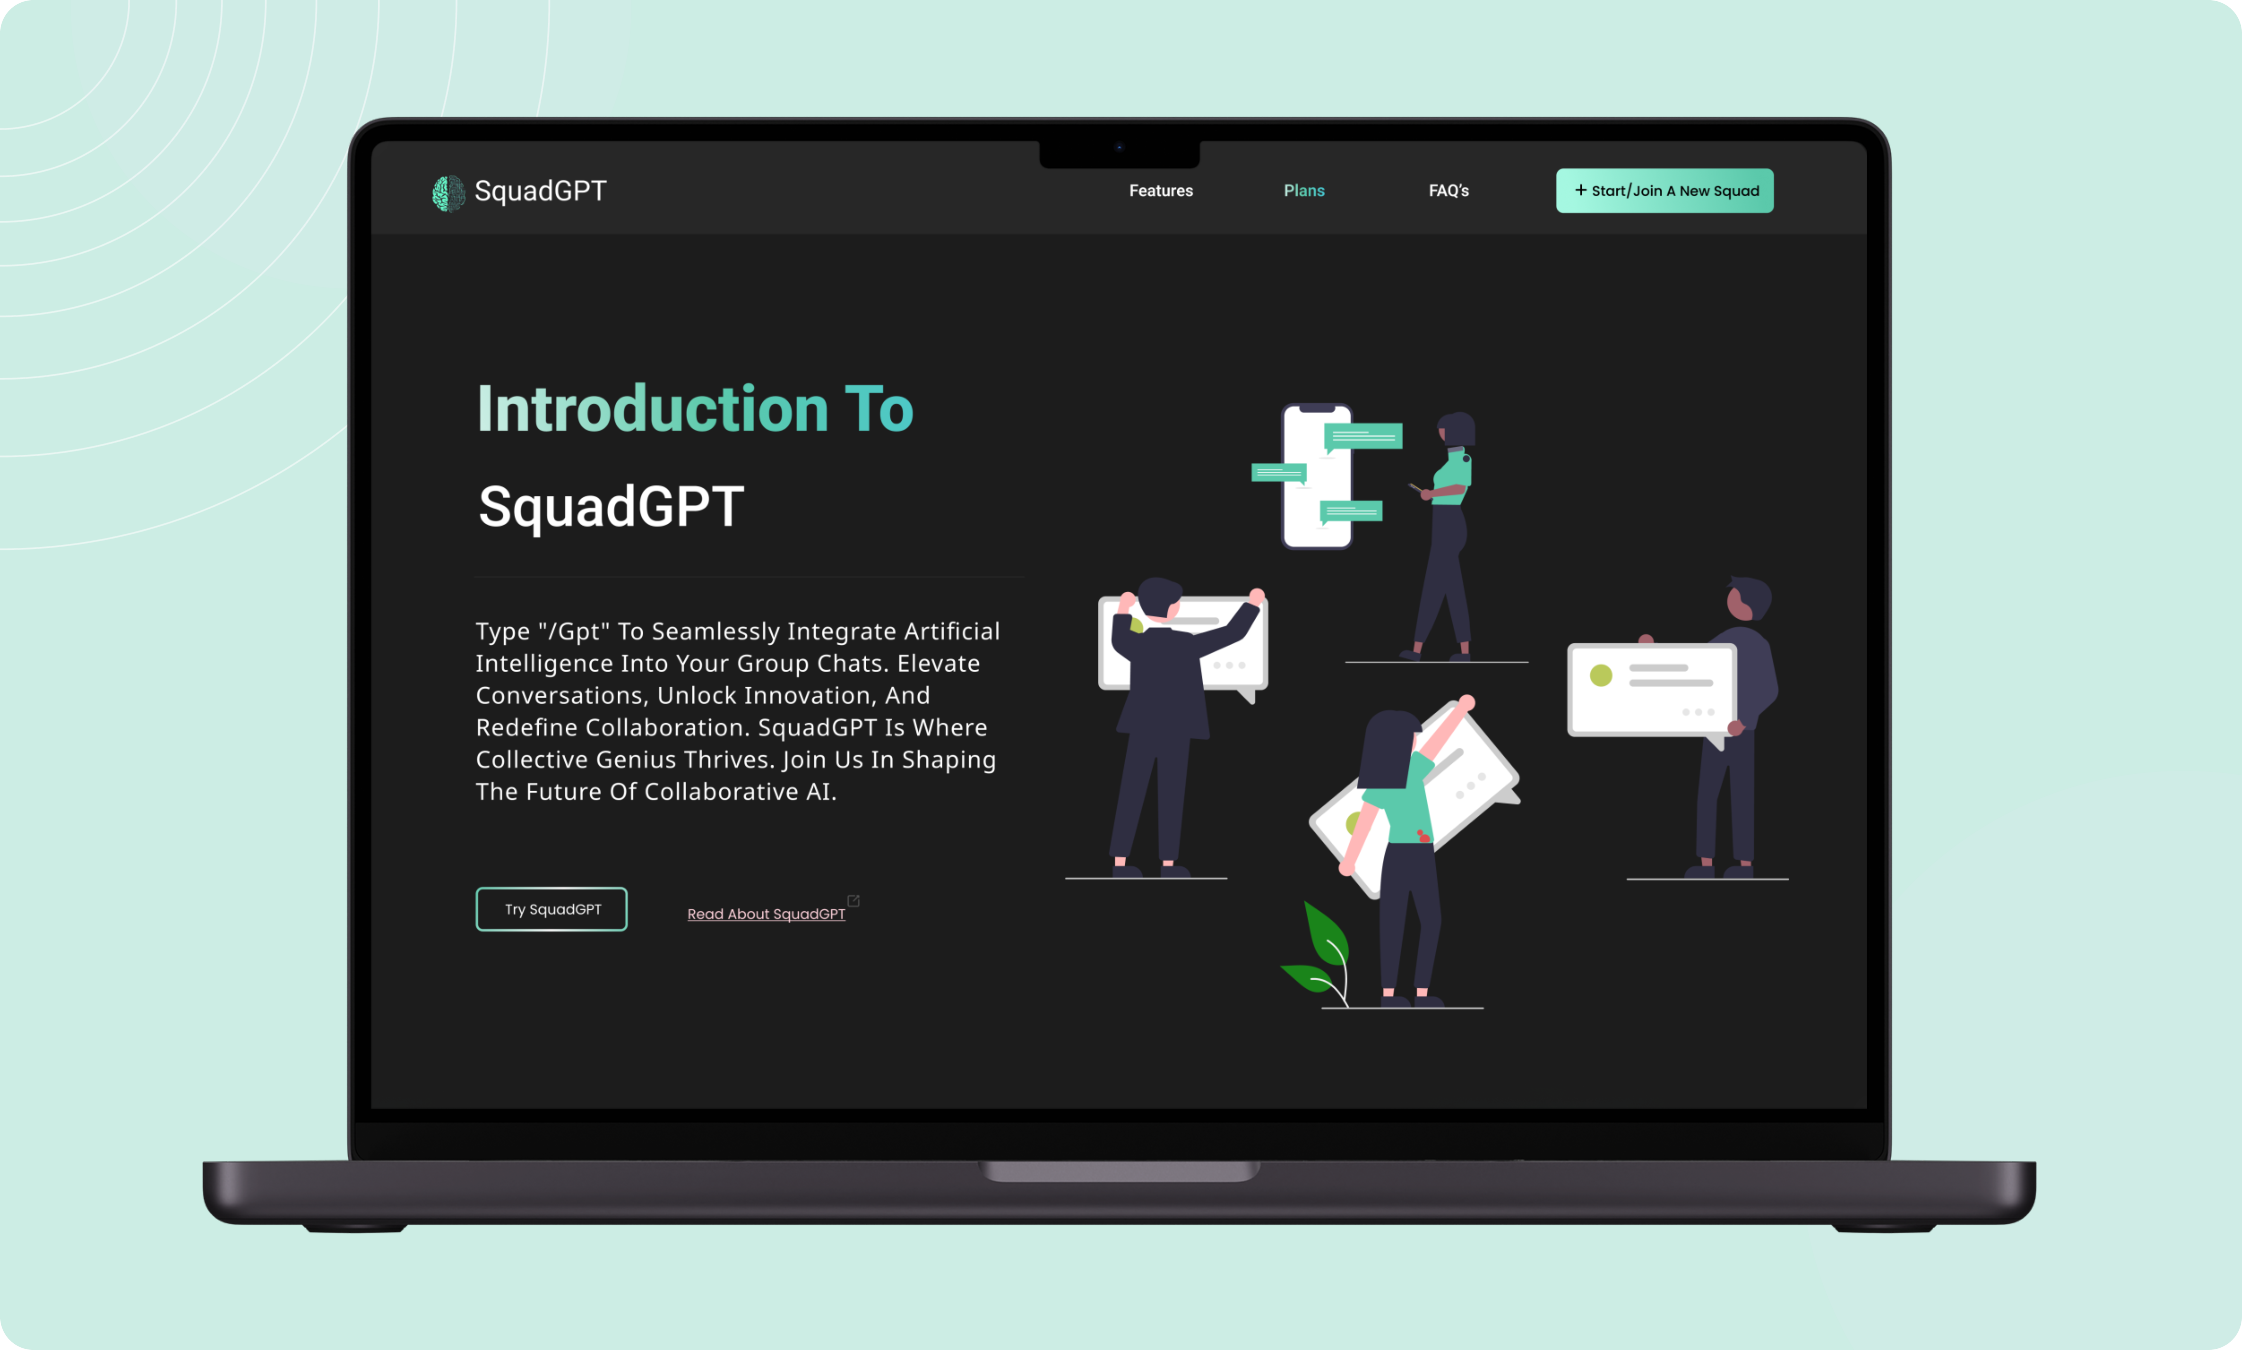 SquadGPT
Features
Plans
FAQ's
+ Start/Join A New Squad
Introduction To
SquadGPT
Type "/Gpt" To Seamlessly Integrate Artificial
Intelligence Into Your Group Chats. Elevate
Conversations, Unlock Innovation, And
Redefine Collaboration. SquadGPT Is Where
Collective Genius Thrives. Join Us In Shaping
The Future Of Collaborative AI.
Try SquadGPT
Read About SquadGPT